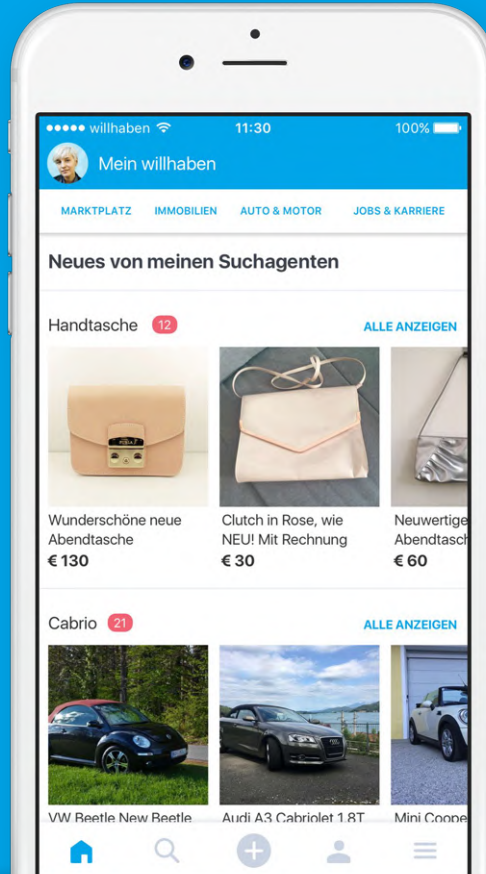 willhaben
11:30
100%
Mein willhaben
MARKTPLATZ IMMOBILIEN AUTO & MOTOR JOBS & KARRIERE
Neues von meinen Suchagenten
Handtasche 12 ALLE ANZEIGEN
FURLA
Wunderschöne neue
Abendtasche
€ 130
Clutch in Rose, wie
NEU! Mit Rechnung
€ 30
Neuwertige
Abendtasch
€ 60
Cabrio 21 ALLE ANZEIGEN
VW Beetle New Beetle
Audi A3 Cabriolet 1.8T
Mini Coope